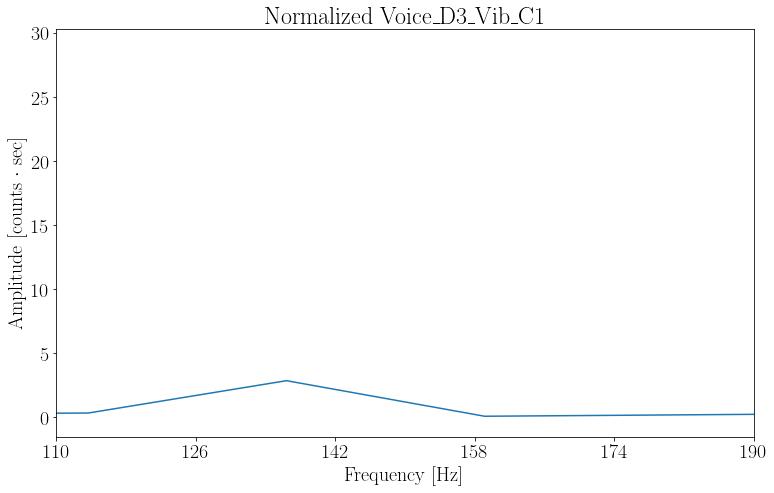 Normalized Voice_D3_Vib_C1
Amplitude [counts · sec]
30
25
20
15
10
5
0
110 126 142 158 174 190
Frequency [Hz]